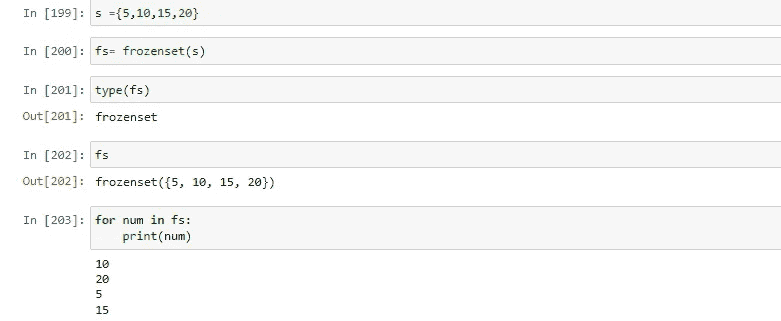 In [199]: s ={5,10,15,20}
In [200]: fs= frozenset(s)
In [201]: type(fs)
Out[201]: frozenset
In [202]: fs
Out[202]: frozenset({5, 10, 15, 20})
In [203]: for num in fs:
print(num)
10
20
5
15